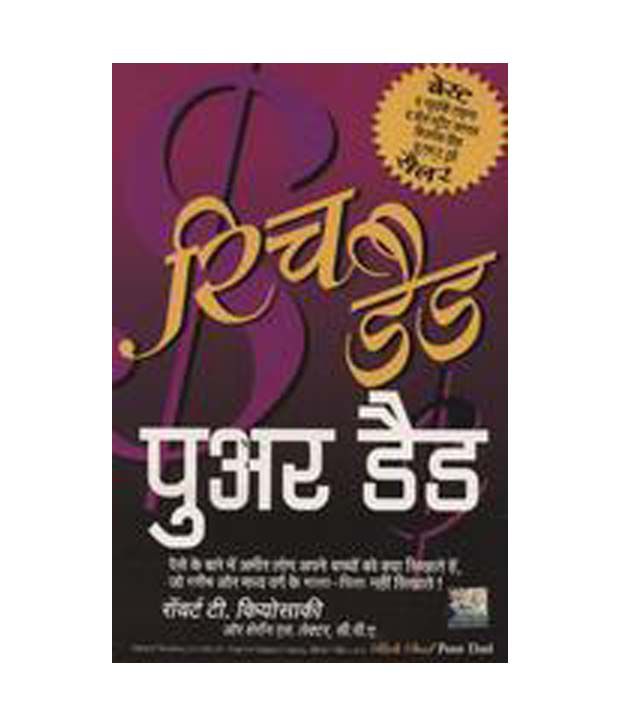 बेस्ट
सैलर
रिच
डैड
पुअर डैड
पैसे के बारे में अमीर लोग अपने बच्चों को क्या सिखाते हैं,
जो गरीब और मध्य वर्ग के माता-पिता नहीं सिखाते !
रॉबर्ट टी. कियोसाकी
और शेरॉन एल. लेक्टर, सी.पी.ए
Rich Dad Poor Dad